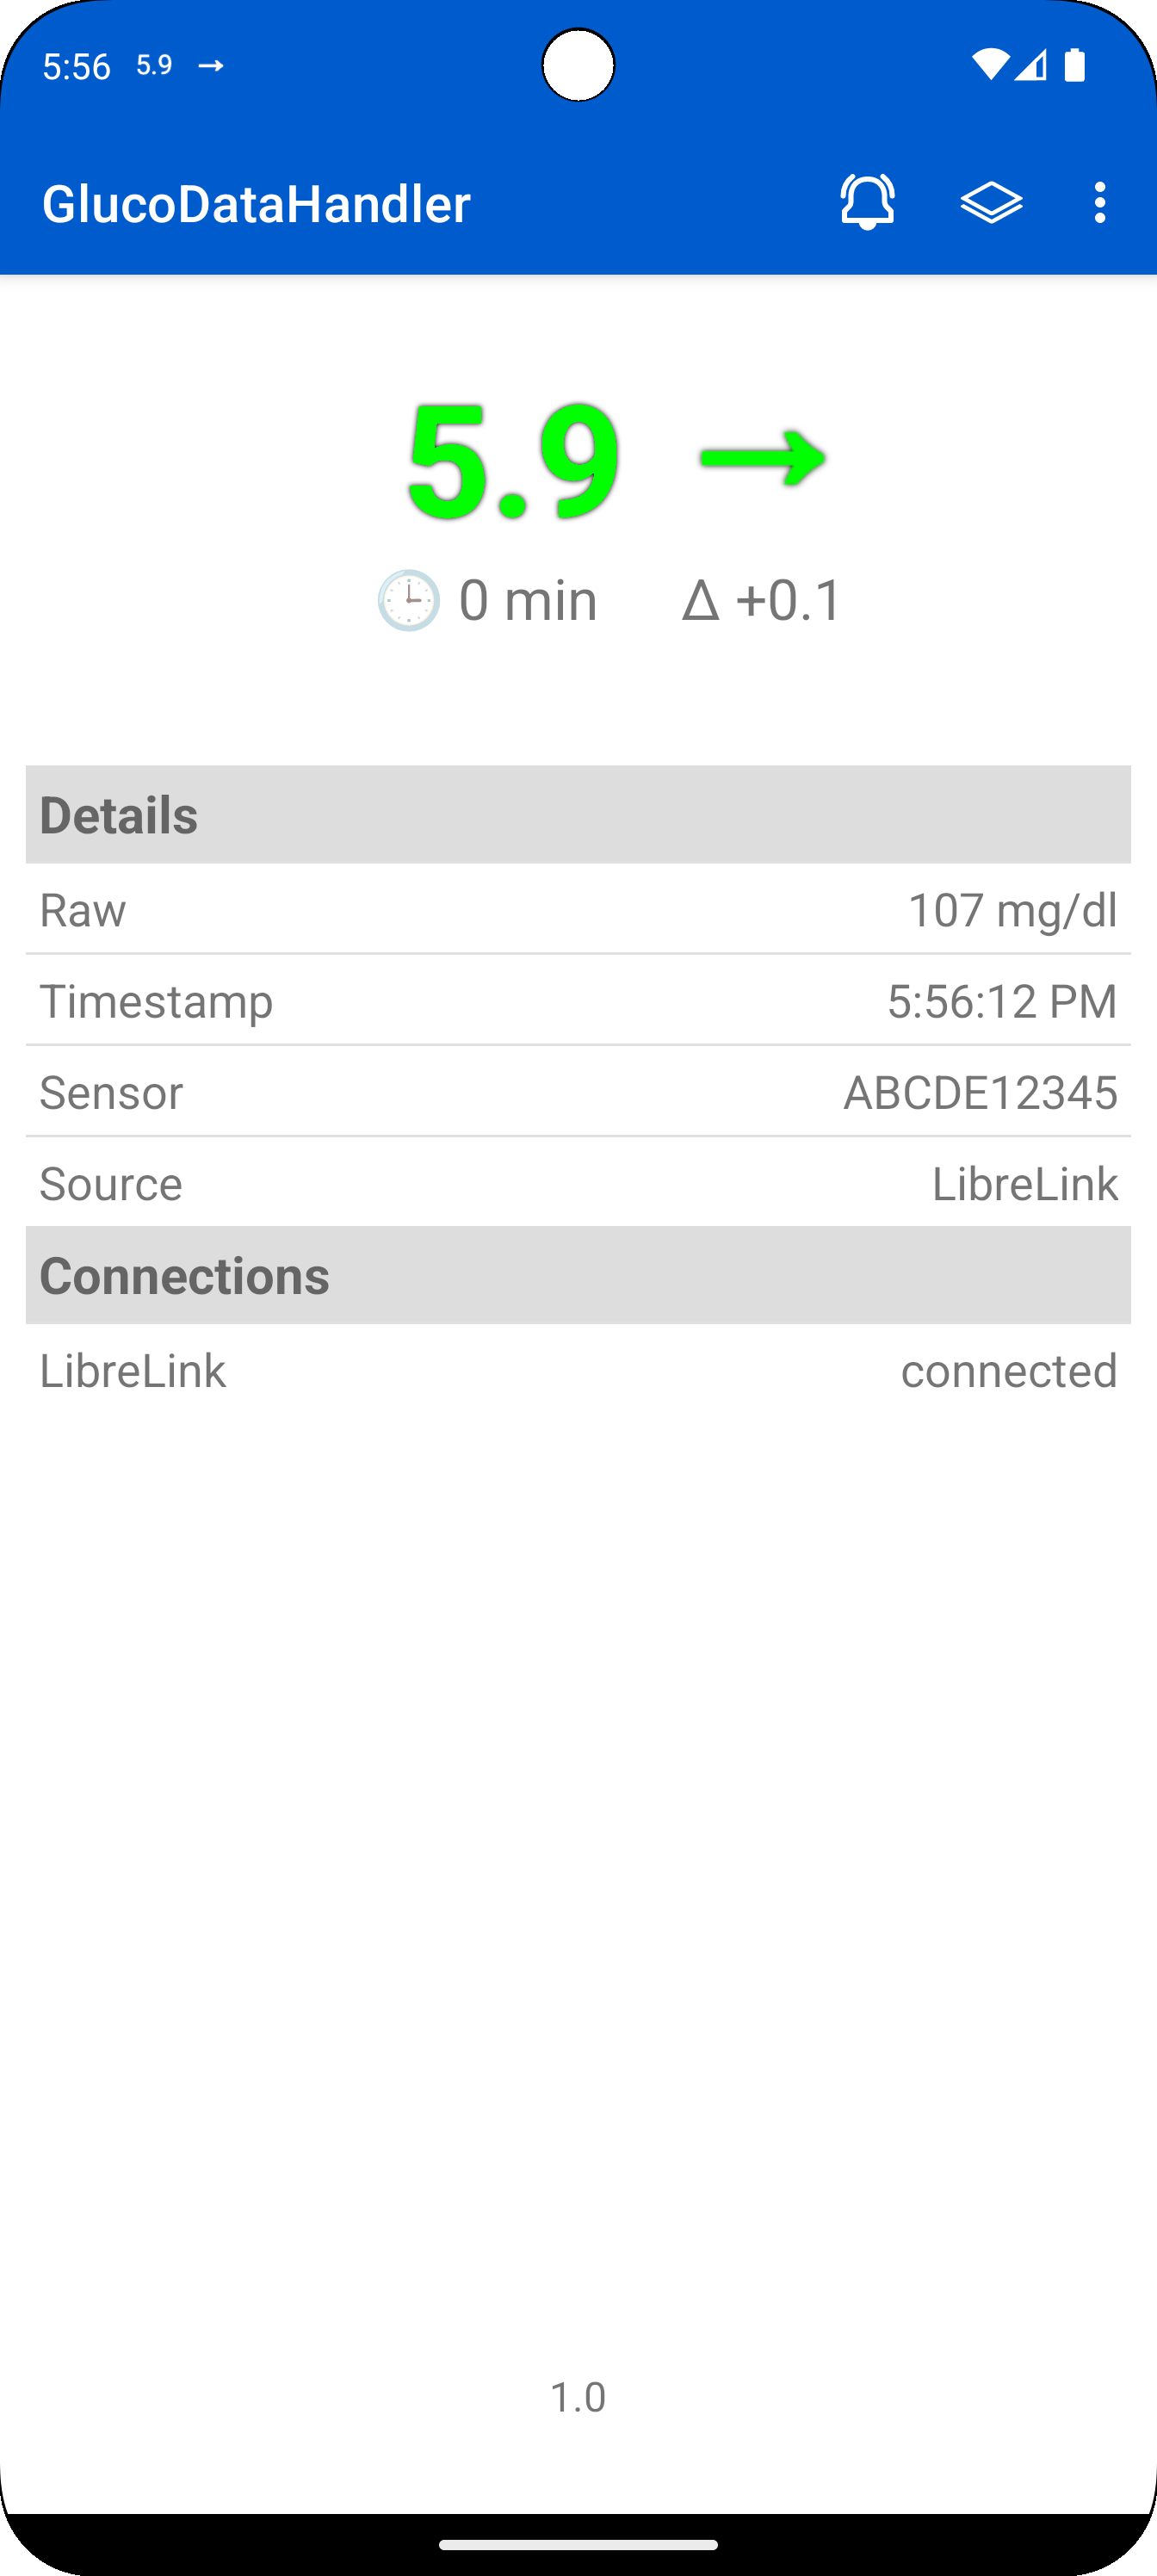 5:56 5.9 →
GlucoDataHandler
5.9 →
🕒 0 min Δ +0.1
Details
Raw 107 mg/dl
Timestamp 5:56:12 PM
Sensor ABCDE12345
Source LibreLink
Connections
LibreLink connected
1.0